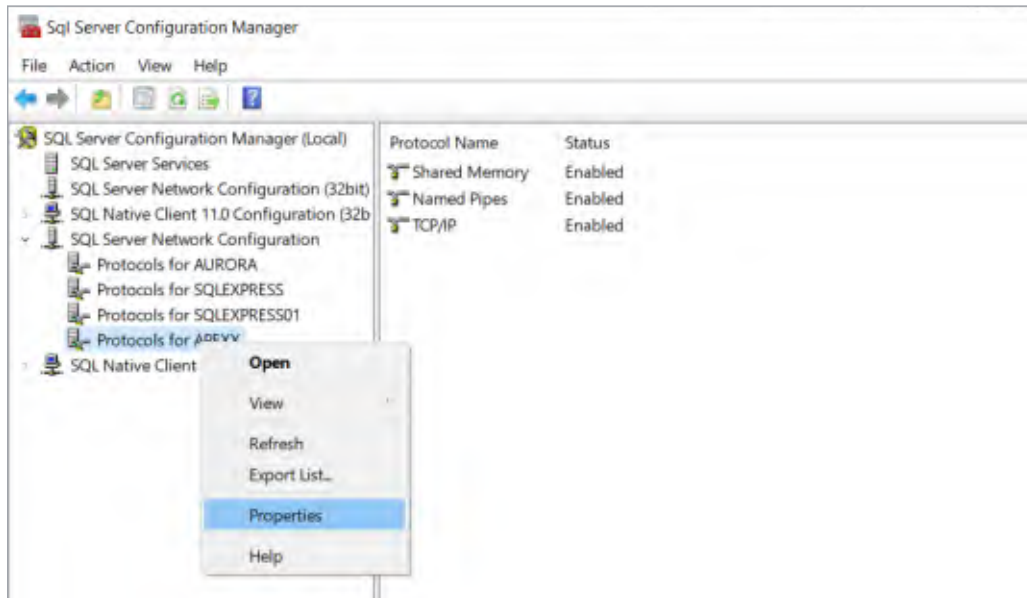 Sql Server Configuration Manager
File Action View Help
SQL Server Configuration Manager (Local)
SQL Server Services
SQL Server Network Configuration (32bit)
SQL Native Client 11.0 Configuration (32b
SQL Server Network Configuration
Protocols for AURORA
Protocols for SQLEXPRESS
Protocols for SQLEXPRESS01
Protocols for APEXX
SQL Native Client
Protocol Name Status
Shared Memory Enabled
Named Pipes Enabled
TCP/IP Enabled
Open
View
Refresh
Export List...
Properties
Help